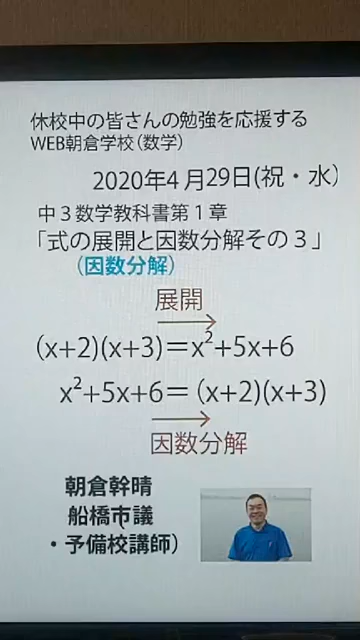 休校中の皆さんの勉強を応援する
WEB朝倉学校(数学)
2020年4月29日(祝・水)
中3数学教科書第1章
「式の展開と因数分解その3」
(因数分解)
展開
(x+2)(x+3)=x²+5x+6
x²+5x+6=(x+2)(x+3)
因数分解
朝倉幹晴
船橋市議
・予備校講師)